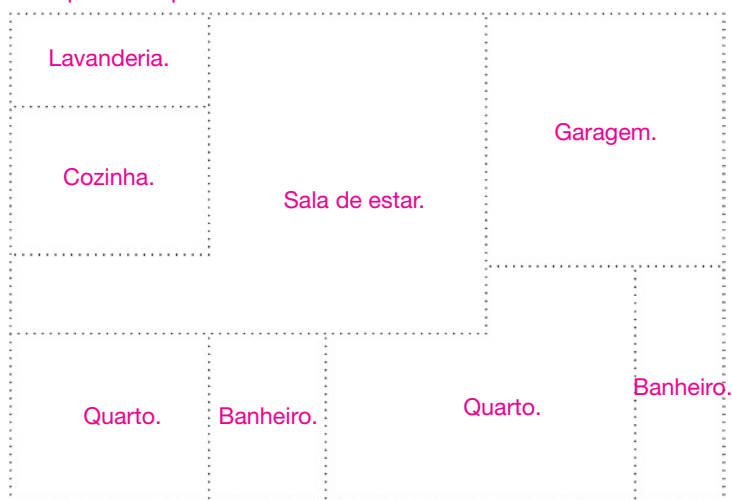 Lavanderia.
Garagem.
Cozinha.
Sala de estar.
Quarto.
Banheiro.
Quarto.
Banheiro.